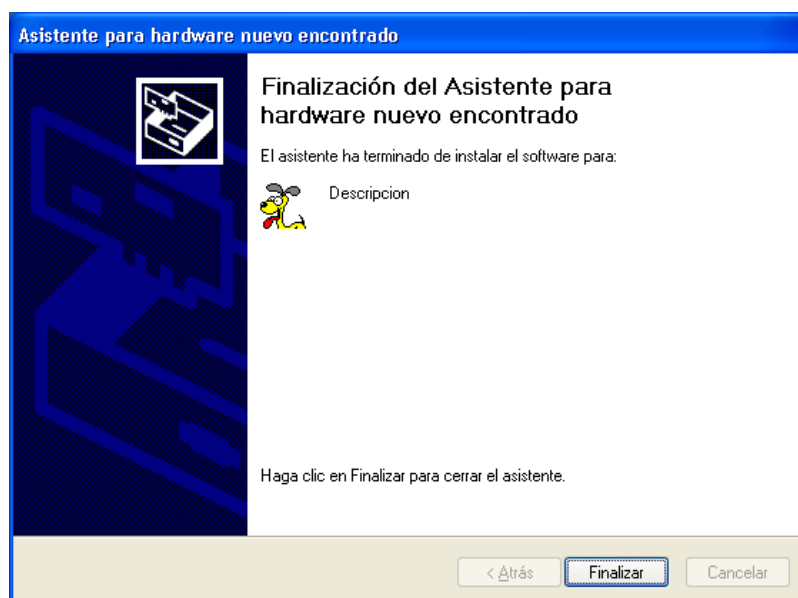 Asistente para hardware nuevo encontrado
Finalización del Asistente para
hardware nuevo encontrado
El asistente ha terminado de instalar el software para:
Descripcion
Haga clic en Finalizar para cerrar el asistente.
< Atrás
Finalizar
Cancelar